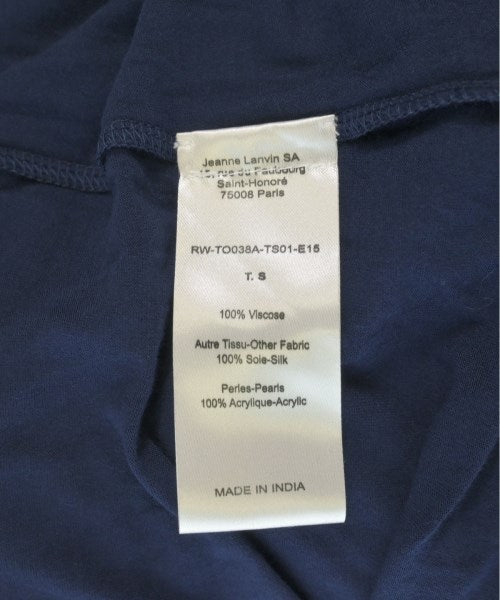 Jeanne Lanvin SA
15, rue du Faubourg
Saint-Honoré
75008 Paris
RW-TO038A-TS01-E15
T. S
100% Viscose
Autre Tissu-Other Fabric
100% Soie-Silk
Perles-Pearls
100% Acrylique-Acrylic
MADE IN INDIA